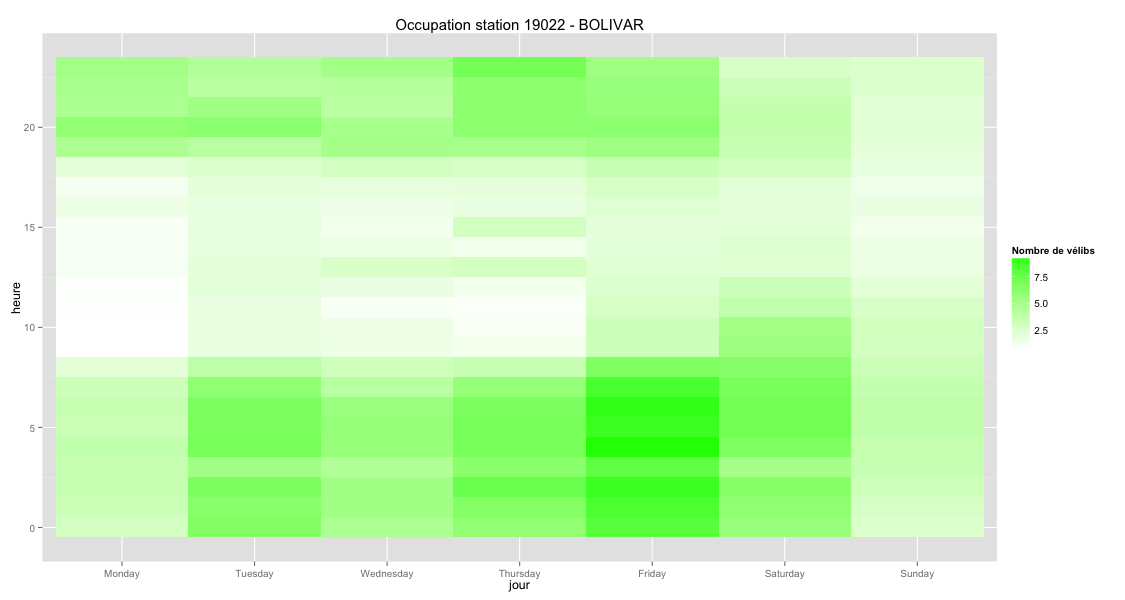 Occupation station 19022 - BOLIVAR
heure
20
15
10
5
0
Monday Tuesday Wednesday Thursday Friday Saturday Sunday
jour
Nombre de vélibs
7.5
5.0
2.5